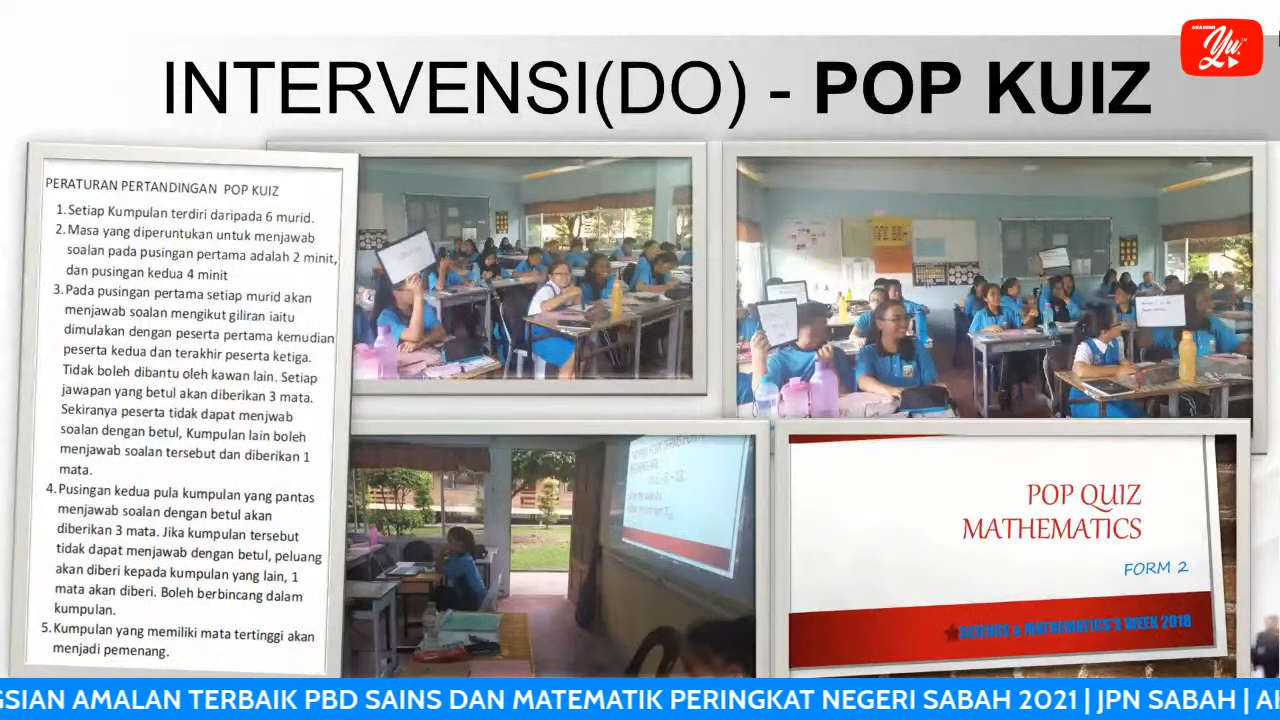 AKADEMI
Yu
INTERVENSI(DO) - POP KUIZ
PERATURAN PERTANDINGAN POP KUIZ
1. Setiap Kumpulan terdiri daripada 6 murid.
2. Masa yang diperuntukan untuk menjawab
soalan pada pusingan pertama adalah 2 minit,
dan pusingan kedua 4 minit
3. Pada pusingan pertama setiap murid akan
menjawab soalan mengikut giliran iaitu
dimulakan dengan peserta pertama kemudian
peserta kedua dan terakhir peserta ketiga.
Tidak boleh dibantu oleh kawan lain. Setiap
jawapan yang betul akan diberikan 3 mata.
Sekiranya peserta tidak dapat menjwab
soalan dengan betul, Kumpulan lain boleh
menjawab soalan tersebut dan diberikan 1
mata.
4. Pusingan kedua pula kumpulan yang pantas
menjawab soalan dengan betul akan
diberikan 3 mata. Jika kumpulan tersebut
tidak dapat menjawab dengan betul, peluang
akan diberi kepada kumpulan yang lain, 1
mata akan diberi. Boleh berbincang dalam
kumpulan.
5. Kumpulan yang memiliki mata tertinggi akan
menjadi pemenang.
POP QUIZ
MATHEMATICS
FORM 2
SCIENCE & MATHEMATICS'S WEEK 2018
GSIAN AMALAN TERBAIK PBD SAINS DAN MATEMATIK PERINGKAT NEGERI SABAH 2021 | JPN SABAH |